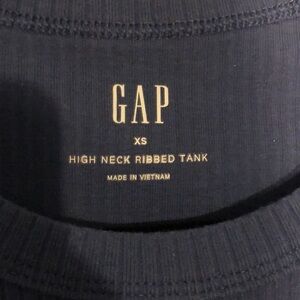 GAP
XS
HIGH NECK RIBBED TANK
MADE IN VIETNAM